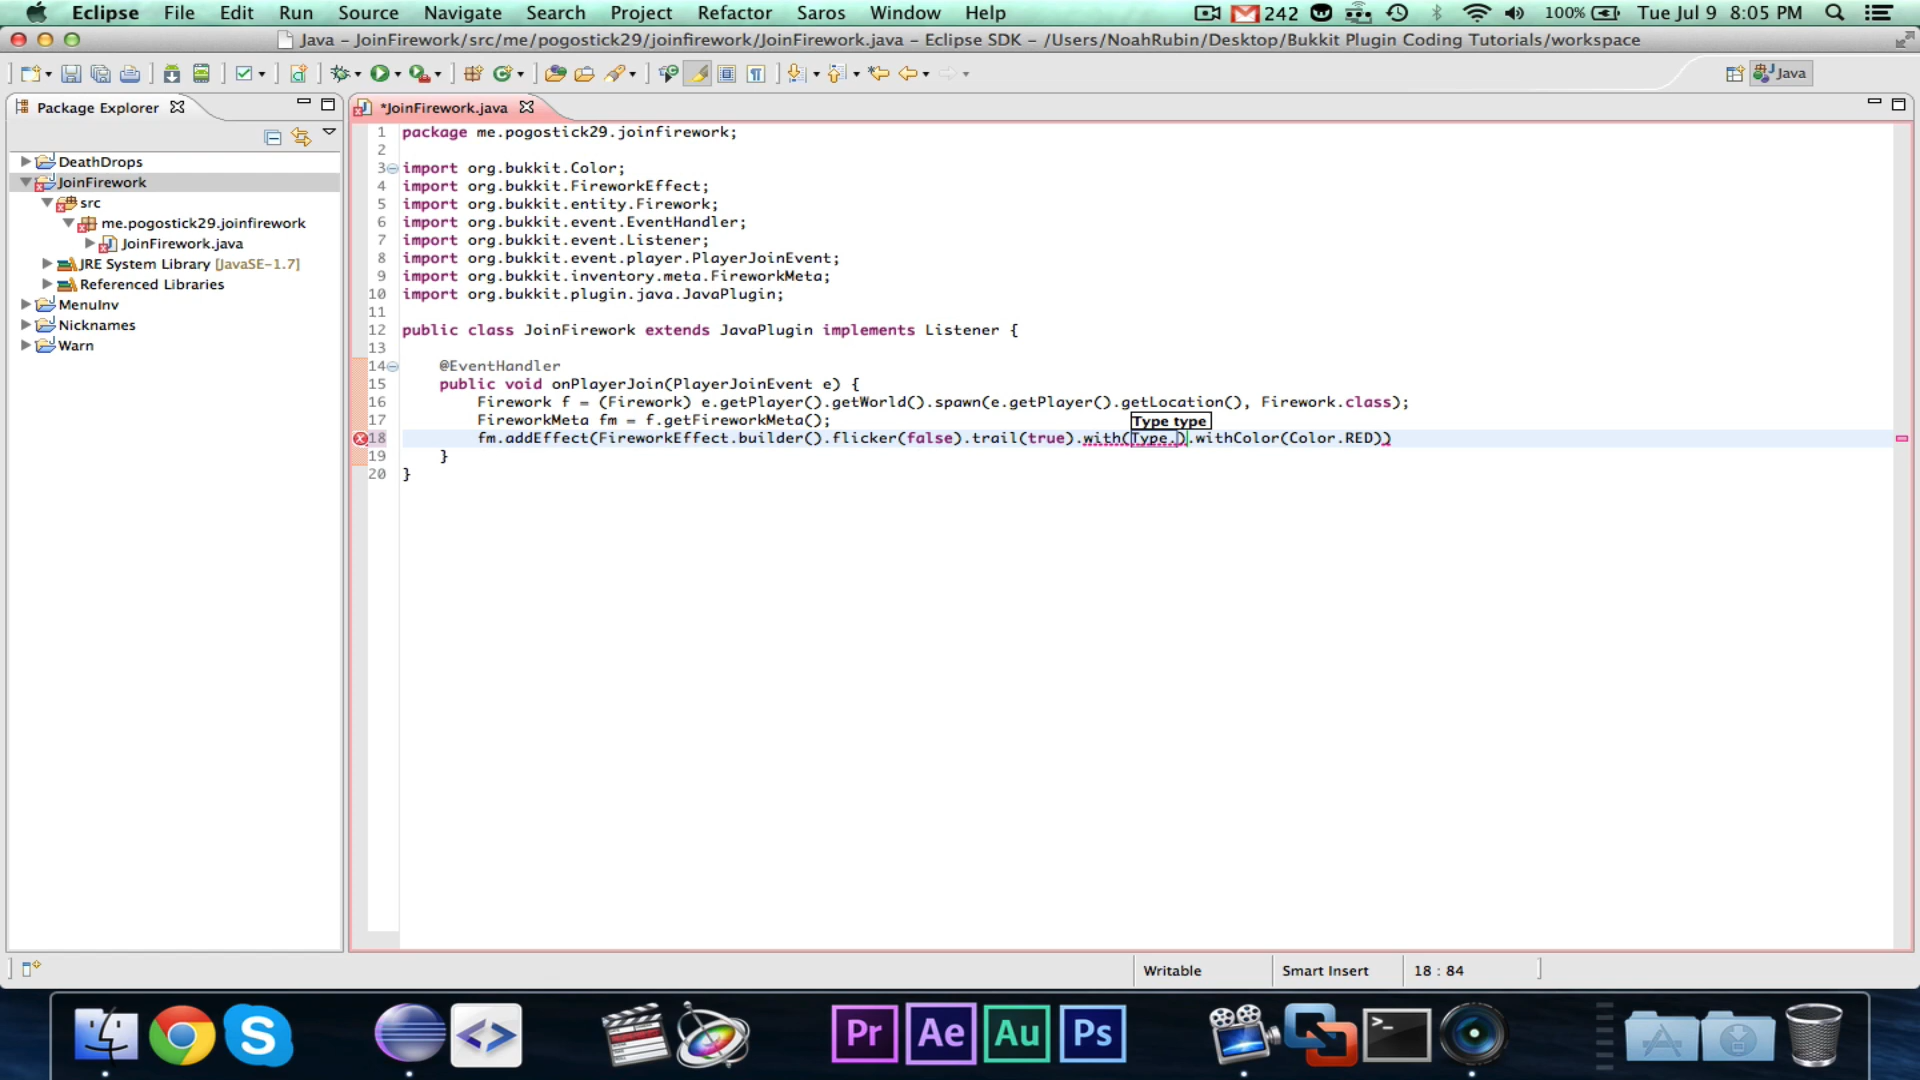 Eclipse File Edit Run Source Navigate Search Project Refactor Saros Window Help 242 100% Tue Jul 9 8:05 PM
Java - JoinFirework/src/me/pogostick29/joinfirework/JoinFirework.java - Eclipse SDK - /Users/NoahRubin/Desktop/Bukkit Plugin Coding Tutorials/workspace
Java
Package Explorer
DeathDrops
JoinFirework
src
me.pogostick29.joinfirework
JoinFirework.java
JRE System Library [JavaSE-1.7]
Referenced Libraries
MenuInv
Nicknames
Warn
*JoinFirework.java
1 package me.pogostick29.joinfirework;
2
3 import org.bukkit.Color;
4 import org.bukkit.FireworkEffect;
5 import org.bukkit.entity.Firework;
6 import org.bukkit.event.EventHandler;
7 import org.bukkit.event.Listener;
8 import org.bukkit.event.player.PlayerJoinEvent;
9 import org.bukkit.inventory.meta.FireworkMeta;
10 import org.bukkit.plugin.java.JavaPlugin;
11
12 public class JoinFirework extends JavaPlugin implements Listener {
13
14 @EventHandler
15 public void onPlayerJoin(PlayerJoinEvent e) {
16 Firework f = (Firework) e.getPlayer().getWorld().spawn(e.getPlayer().getLocation(), Firework.class);
17 FireworkMeta fm = f.getFireworkMeta();
Type type
18 fm.addEffect(FireworkEffect.builder().flicker(false).trail(true).with(Type.).withColor(Color.RED))
19 }
20 }
Writable Smart Insert 18 : 84
Pr Ae Au Ps